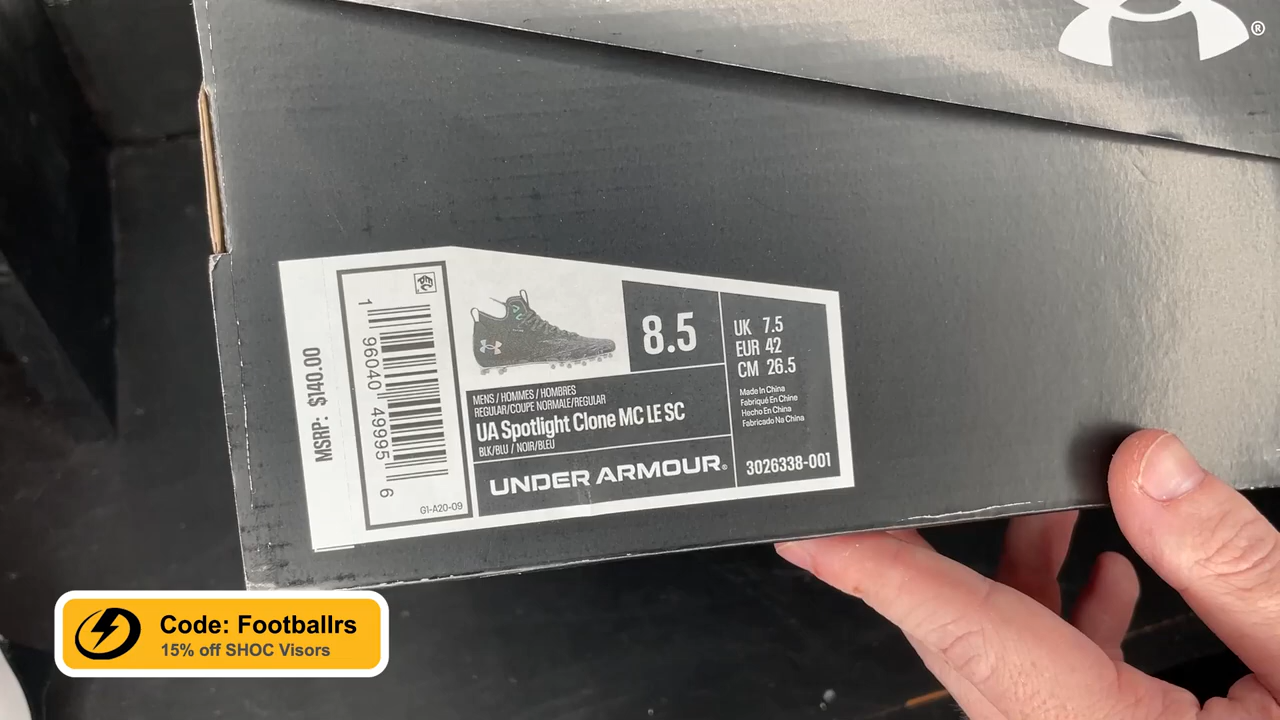 ®
MSRP: $140.00
1 96040 49995 6
G1-A20-09
8.5
MENS / HOMMES / HOMBRES
REGULAR/COUPE NORMALE/REGULAR
UA Spotlight Clone MC LE SC
BLK/BLU / NOIR/BLEU
UNDER ARMOUR®
UK 7.5
EUR 42
CM 26.5
Made In China
Fabriqué En Chine
Hecho En China
Fabricado Na China
3026338-001
Code: Footballrs
15% off SHOC Visors